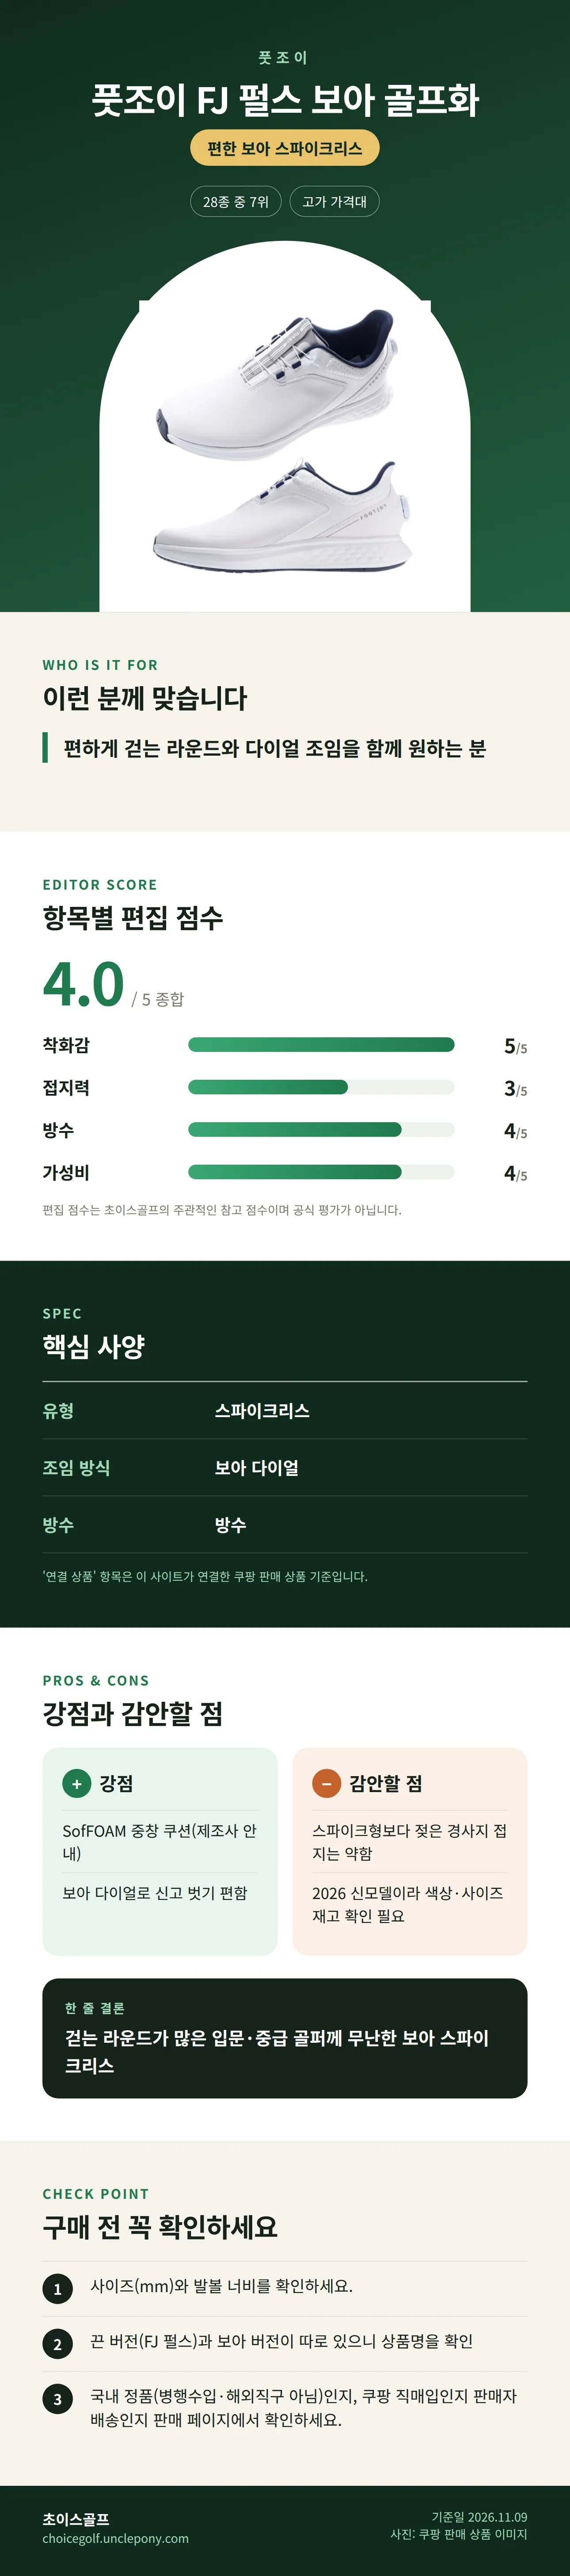 풋조이
풋조이 FJ 펄스 보아 골프화
편한 보아 스파이크리스
28종 중 7위
고가 가격대
FOOTJOY
WHO IS IT FOR
이런 분께 맞습니다
편하게 걷는 라운드와 다이얼 조임을 함께 원하는 분
EDITOR SCORE
항목별 편집 점수
4.0 / 5 종합
착화감 5/5
접지력 3/5
방수 4/5
가성비 4/5
편집 점수는 초이스골프의 주관적인 참고 점수이며 공식 평가가 아닙니다.
SPEC
핵심 사양
유형 스파이크리스
조임 방식 보아 다이얼
방수 방수
'연결 상품' 항목은 이 사이트가 연결한 쿠팡 판매 상품 기준입니다.
PROS & CONS
강점과 감안할 점
+ 강점
SofFOAM 중창 쿠션(제조사 안
내)
보아 다이얼로 신고 벗기 편함
− 감안할 점
스파이크형보다 젖은 경사지 접
지는 약함
2026 신모델이라 색상·사이즈
재고 확인 필요
한 줄 결론
걷는 라운드가 많은 입문·중급 골퍼께 무난한 보아 스파이
크리스
CHECK POINT
구매 전 꼭 확인하세요
1 사이즈(mm)와 발볼 너비를 확인하세요.
2 끈 버전(FJ 펄스)과 보아 버전이 따로 있으니 상품명을 확인
3 국내 정품(병행수입·해외직구 아님)인지, 쿠팡 직매입인지 판매자
배송인지 판매 페이지에서 확인하세요.
초이스골프
choicegolf.unclepony.com
기준일 2026.11.09
사진: 쿠팡 판매 상품 이미지